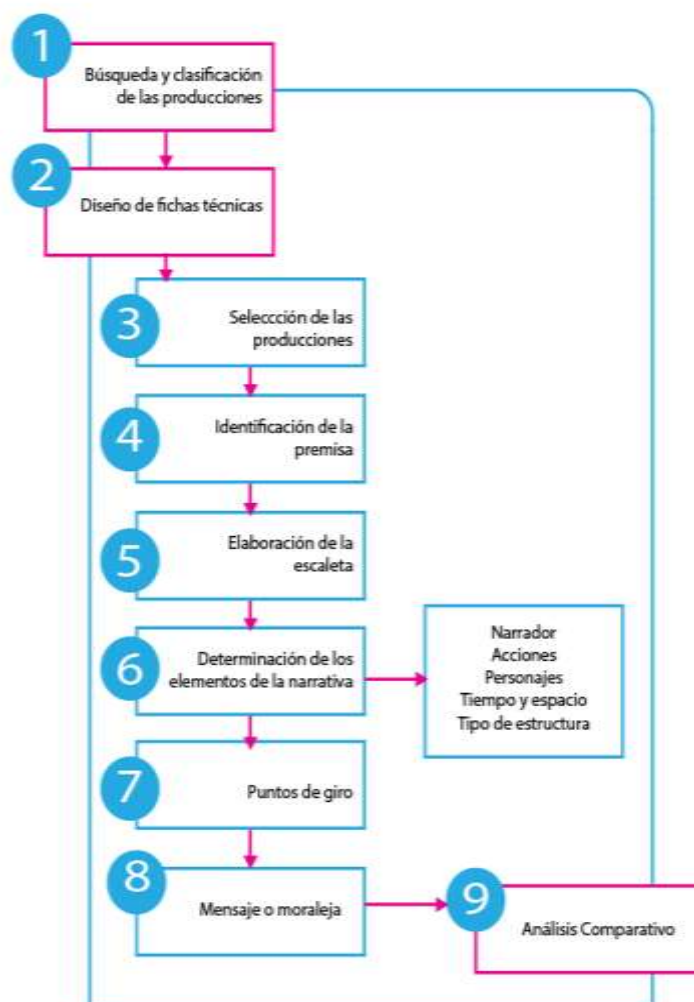 1
Búsqueda y clasificación
de las producciones
2
Diseño de fichas técnicas
3
Seleccción de las
producciones
4
Identificación de la
premisa
5
Elaboración de la
escaleta
6
Determinación de los
elementos de la narrativa
Narrador
Acciones
Personajes
Tiempo y espacio
Tipo de estructura
7
Puntos de giro
8
Mensaje o moraleja
9
Análisis Comparativo